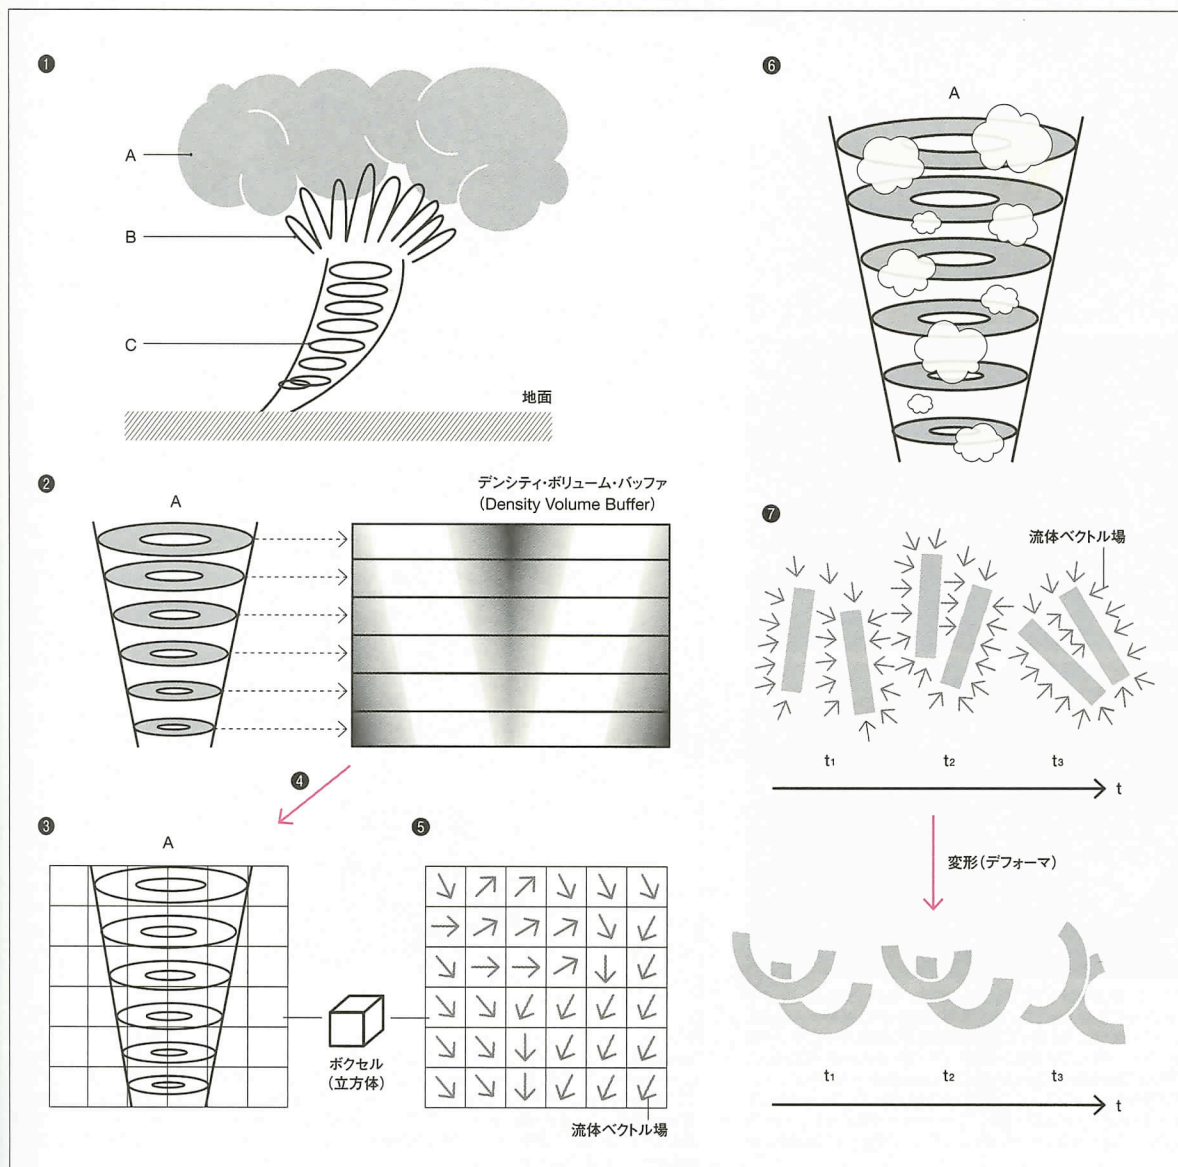 ❶
A
B
C
地面
❷
A
デンシティ・ボリューム・バッファ
(Density Volume Buffer)
❹
❸
A
ボクセル
(立方体)
❺
流体ベクトル場
❻
A
❼
流体ベクトル場
t1
t2
t3
t
変形(デフォーマ)
t1
t2
t3
t